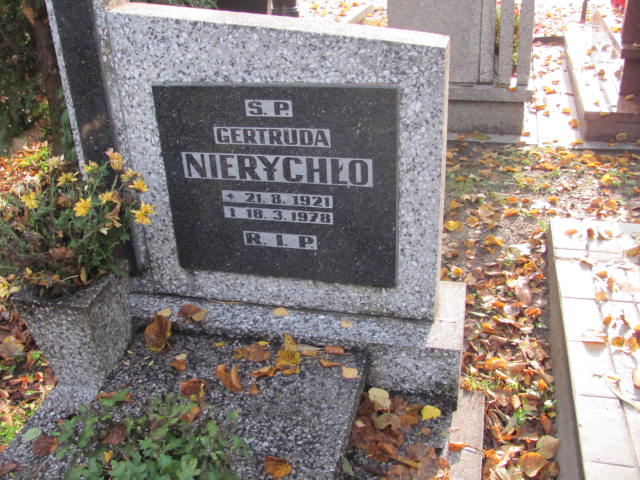 Ś. P.
GERTRUDA
NIERYCHŁO
* 21. 8. 1921
† 18. 3. 1978
R. I. P.